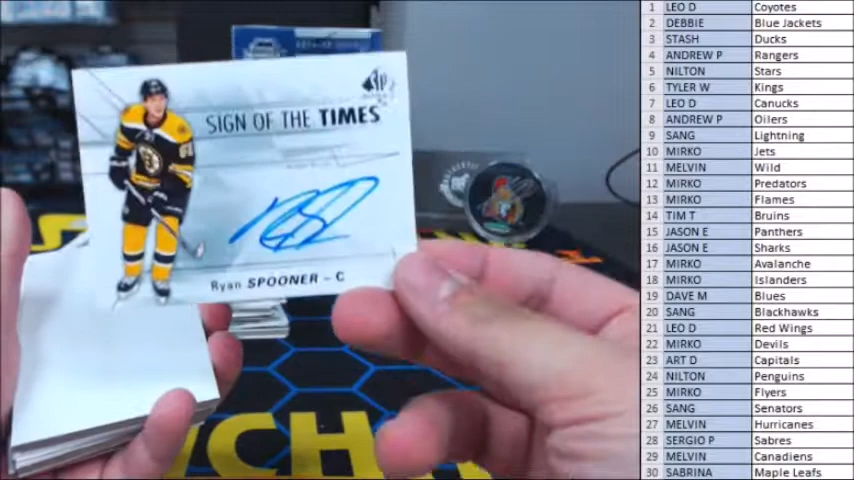 SIGN OF THE TIMES
SP
Ryan SPOONER - C
CH
1 LEO D Coyotes
2 DEBBIE Blue Jackets
3 STASH Ducks
4 ANDREW P Rangers
5 NILTON Stars
6 TYLER W Kings
7 LEO D Canucks
8 ANDREW P Oilers
9 SANG Lightning
10 MIRKO Jets
11 MELVIN Wild
12 MIRKO Predators
13 MIRKO Flames
14 TIM T Bruins
15 JASON E Panthers
16 JASON E Sharks
17 MIRKO Avalanche
18 MIRKO Islanders
19 DAVE M Blues
20 SANG Blackhawks
21 LEO D Red Wings
22 MIRKO Devils
23 ART D Capitals
24 NILTON Penguins
25 MIRKO Flyers
26 SANG Senators
27 MELVIN Hurricanes
28 SERGIO P Sabres
29 MELVIN Canadiens
30 SABRINA Maple Leafs